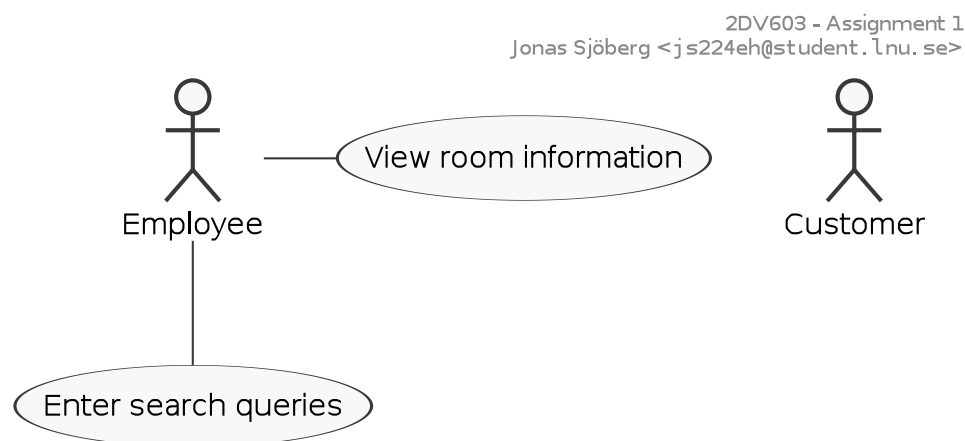 2DV603 - Assignment 1
Jonas Sjöberg <js224eh@student.lnu.se>
View room information
Employee
Customer
Enter search queries